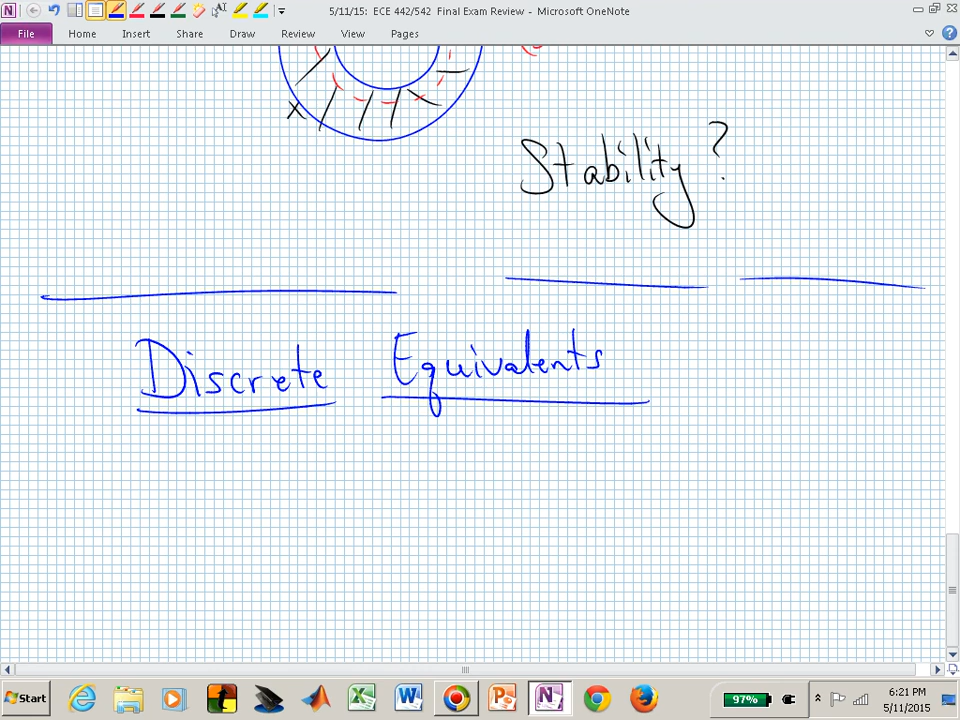 5/11/15: ECE 442/542 Final Exam Review - Microsoft OneNote
File Home Insert Share Draw Review View Pages
x
Stability?
Discrete Equivalents
Start
97%
6:21 PM
5/11/2015